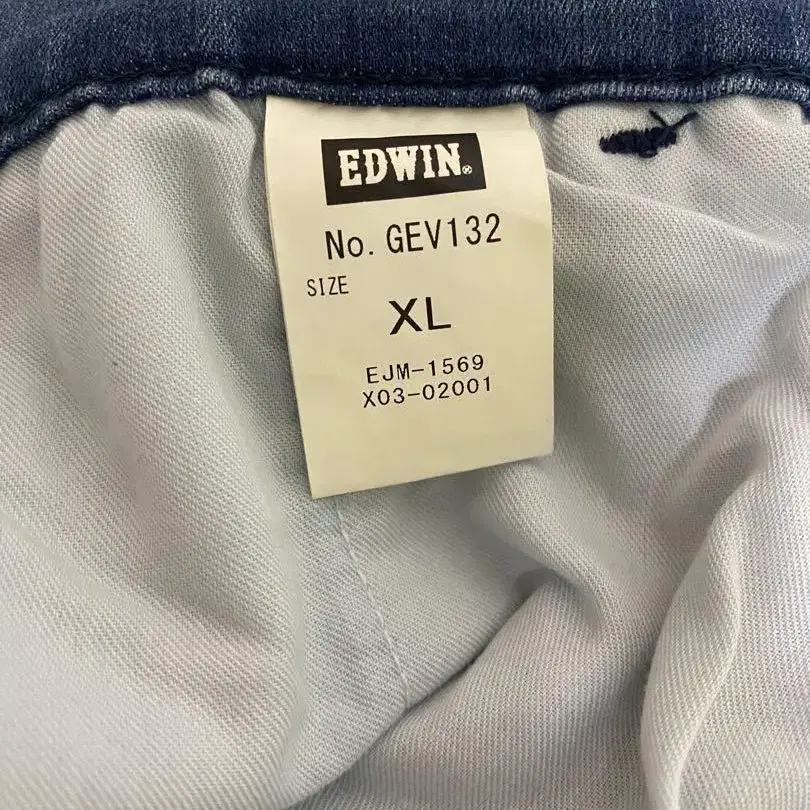 EDWIN®
No. GEV132
SIZE
XL
EJM-1569
X03-02001